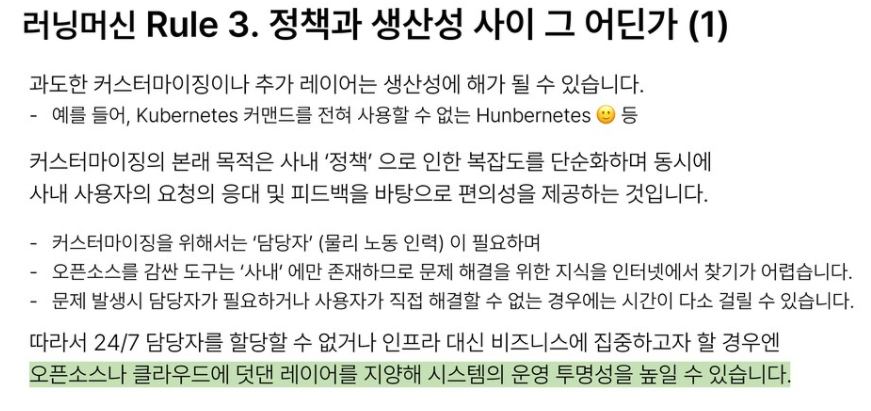 러닝머신 Rule 3. 정책과 생산성 사이 그 어딘가 (1)
과도한 커스터마이징이나 추가 레이어는 생산성에 해가 될 수 있습니다.
- 예를 들어, Kubernetes 커맨드를 전혀 사용할 수 없는 Hunbernetes 🙂 등
커스터마이징의 본래 목적은 사내 ‘정책’ 으로 인한 복잡도를 단순화하며 동시에
사내 사용자의 요청의 응대 및 피드백을 바탕으로 편의성을 제공하는 것입니다.
- 커스터마이징을 위해서는 ‘담당자’ (물리 노동 인력) 이 필요하며
- 오픈소스를 감싼 도구는 ‘사내’ 에만 존재하므로 문제 해결을 위한 지식을 인터넷에서 찾기가 어렵습니다.
- 문제 발생시 담당자가 필요하거나 사용자가 직접 해결할 수 없는 경우에는 시간이 다소 걸릴 수 있습니다.
따라서 24/7 담당자를 할당할 수 없거나 인프라 대신 비즈니스에 집중하고자 할 경우엔
오픈소스나 클라우드에 덧댄 레이어를 지양해 시스템의 운영 투명성을 높일 수 있습니다.